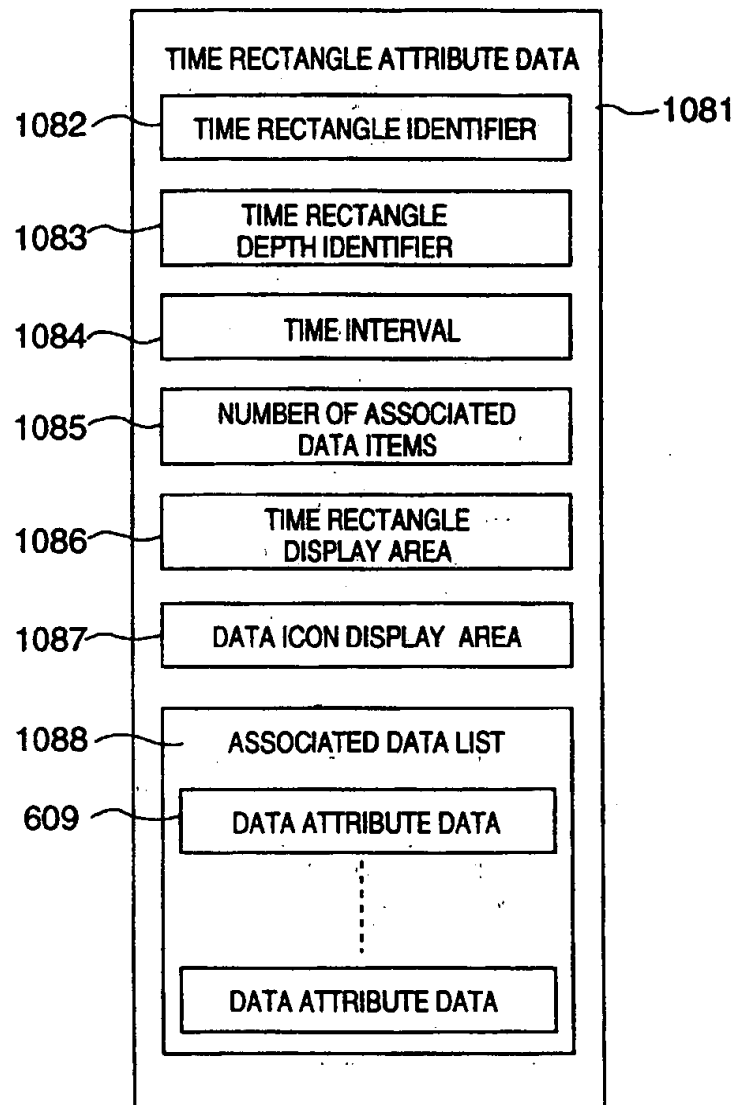 TIME RECTANGLE ATTRIBUTE DATA
1081
1082
TIME RECTANGLE IDENTIFIER
1083
TIME RECTANGLE
DEPTH IDENTIFIER
1084
TIME INTERVAL
1085
NUMBER OF ASSOCIATED
DATA ITEMS
1086
TIME RECTANGLE
DISPLAY AREA
1087
DATA ICON DISPLAY AREA
1088
ASSOCIATED DATA LIST
609
DATA ATTRIBUTE DATA
DATA ATTRIBUTE DATA